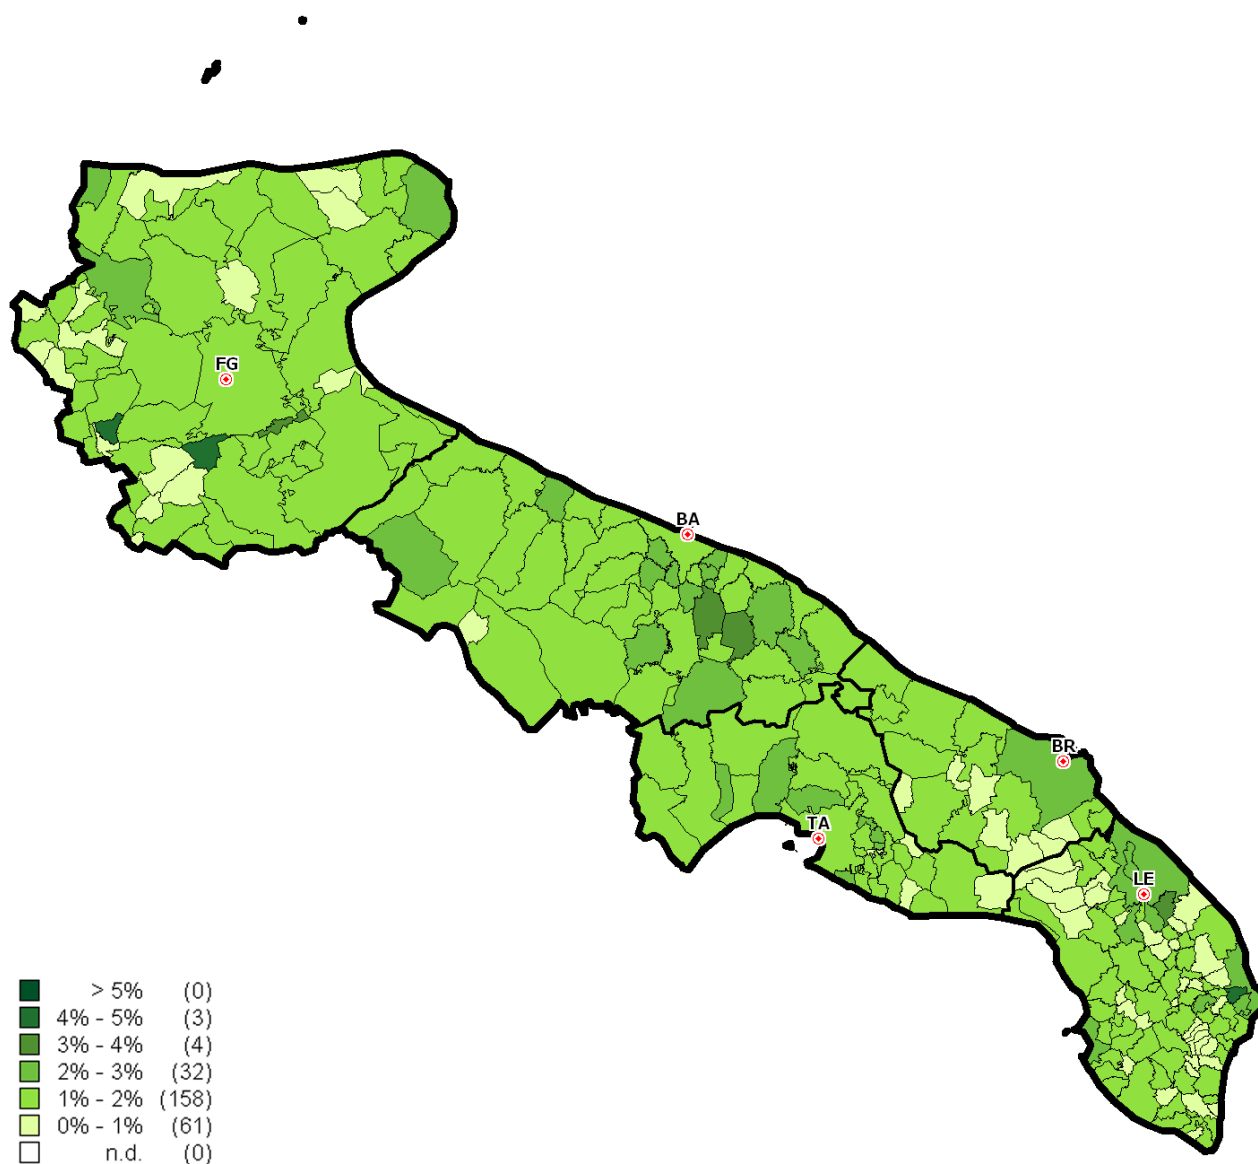 FG
BA
BR
TA
LE
> 5% (0)
4% - 5% (3)
3% - 4% (4)
2% - 3% (32)
1% - 2% (158)
0% - 1% (61)
n.d. (0)